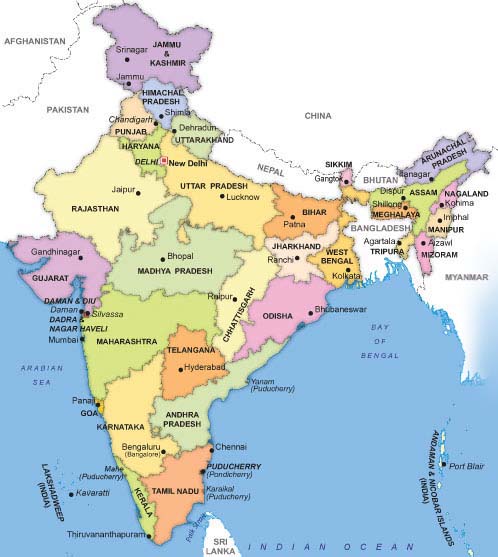 AFGHANISTAN
Srinagar
JAMMU
&
KASHMIR
Jammu
HIMACHAL
PRADESH
PAKISTAN
Shimla
Chandigarh
CHINA
PUNJAB
Dehradun
UTTARAKHAND
HARYANA
DELHI
New Delhi
NEPAL
SIKKIM
Gangtok
BHUTAN
ARUNACHAL
PRADESH
Itanagar
Jaipur
RAJASTHAN
UTTAR PRADESH
Lucknow
Dispur
ASSAM
NAGALAND
Kohima
Shillong
MEGHALAYA
BIHAR
Patna
BANGLADESH
Imphal
MANIPUR
Agartala
TRIPURA
Aizawl
MIZORAM
Gandhinagar
GUJARAT
Bhopal
MADHYA PRADESH
JHARKHAND
Ranchi
WEST
BENGAL
Kolkata
MYANMAR
DAMAN & DIU
Daman
Silvassa
DADRA &
NAGAR HAVELI
Raipur
CHHATTISGARH
ODISHA
Bhubaneswar
Mumbai
MAHARASHTRA
TELANGANA
Hyderabad
BAY
OF
BENGAL
ARABIAN
SEA
Yanam
(Puducherry)
Panaji
GOA
KARNATAKA
ANDHRA
PRADESH
Bengaluru
(Bangalore)
Chennai
Mahe
(Puducherry)
PUDUCHERRY
(Pondicherry)
Karaikal
(Puducherry)
ANDAMAN & NICOBAR ISLANDS
(INDIA)
Port Blair
LAKSHADWEEP
(INDIA)
Kavaratti
KERALA
TAMIL NADU
Thiruvananthapuram
Palk Strait
SRI
LANKA
INDIAN OCEAN